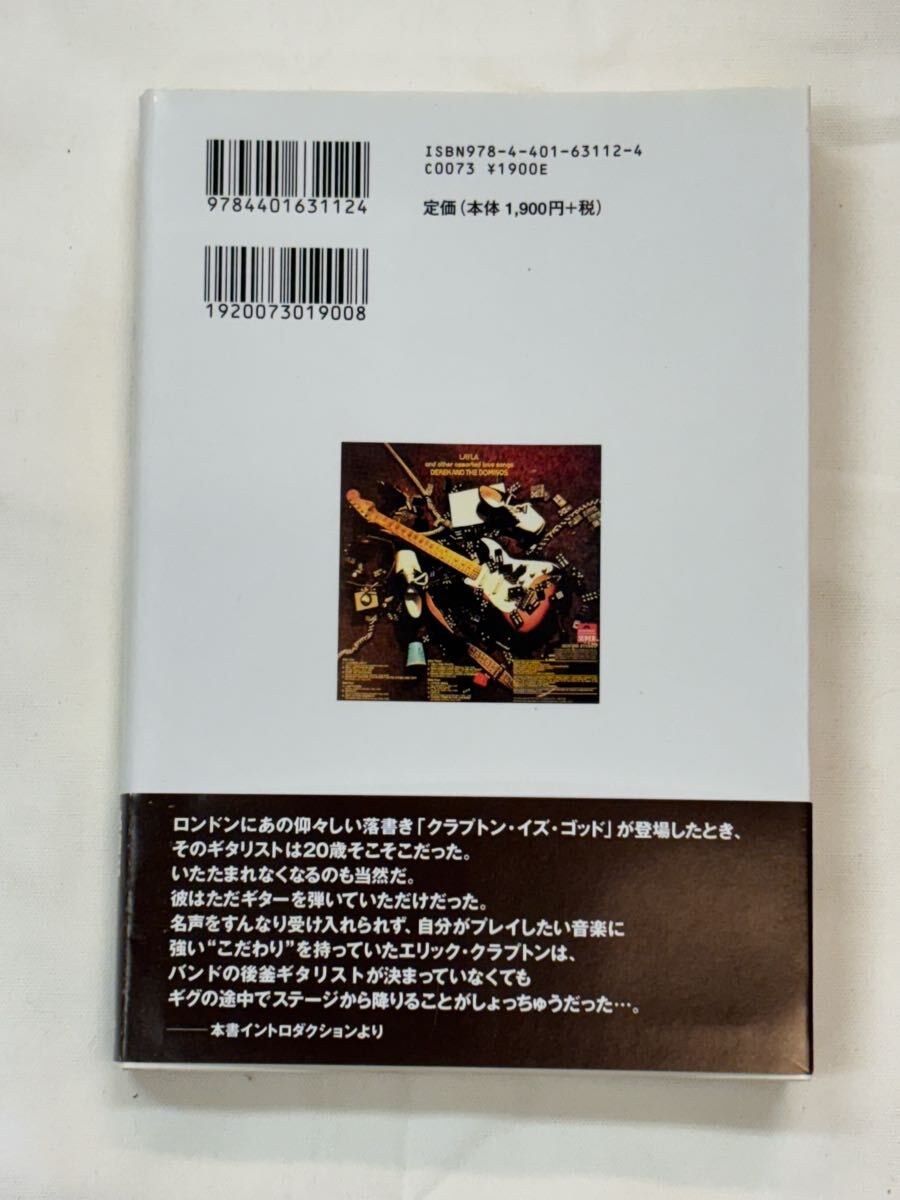 9784401631124
ISBN978-4-401-63112-4
C0073 ¥1900E
定価(本体 1,900円+税)
1920073019008
LAYLA
and other assorted love songs
DEREK AND THE DOMINOS
ロンドンにあの仰々しい落書き「クラプトン・イズ・ゴッド」が登場したとき、
そのギタリストは20歳そこそこだった。
いたたまれなくなるのも当然だ。
彼はただギターを弾いていただけだった。
名声をすんなり受け入れられず、自分がプレイしたい音楽に
強い“こだわり”を持っていたエリック・クラプトンは、
バンドの後釜ギタリストが決まっていなくても
ギグの途中でステージから降りることがしょっちゅうだった…。
――本書イントロダクションより